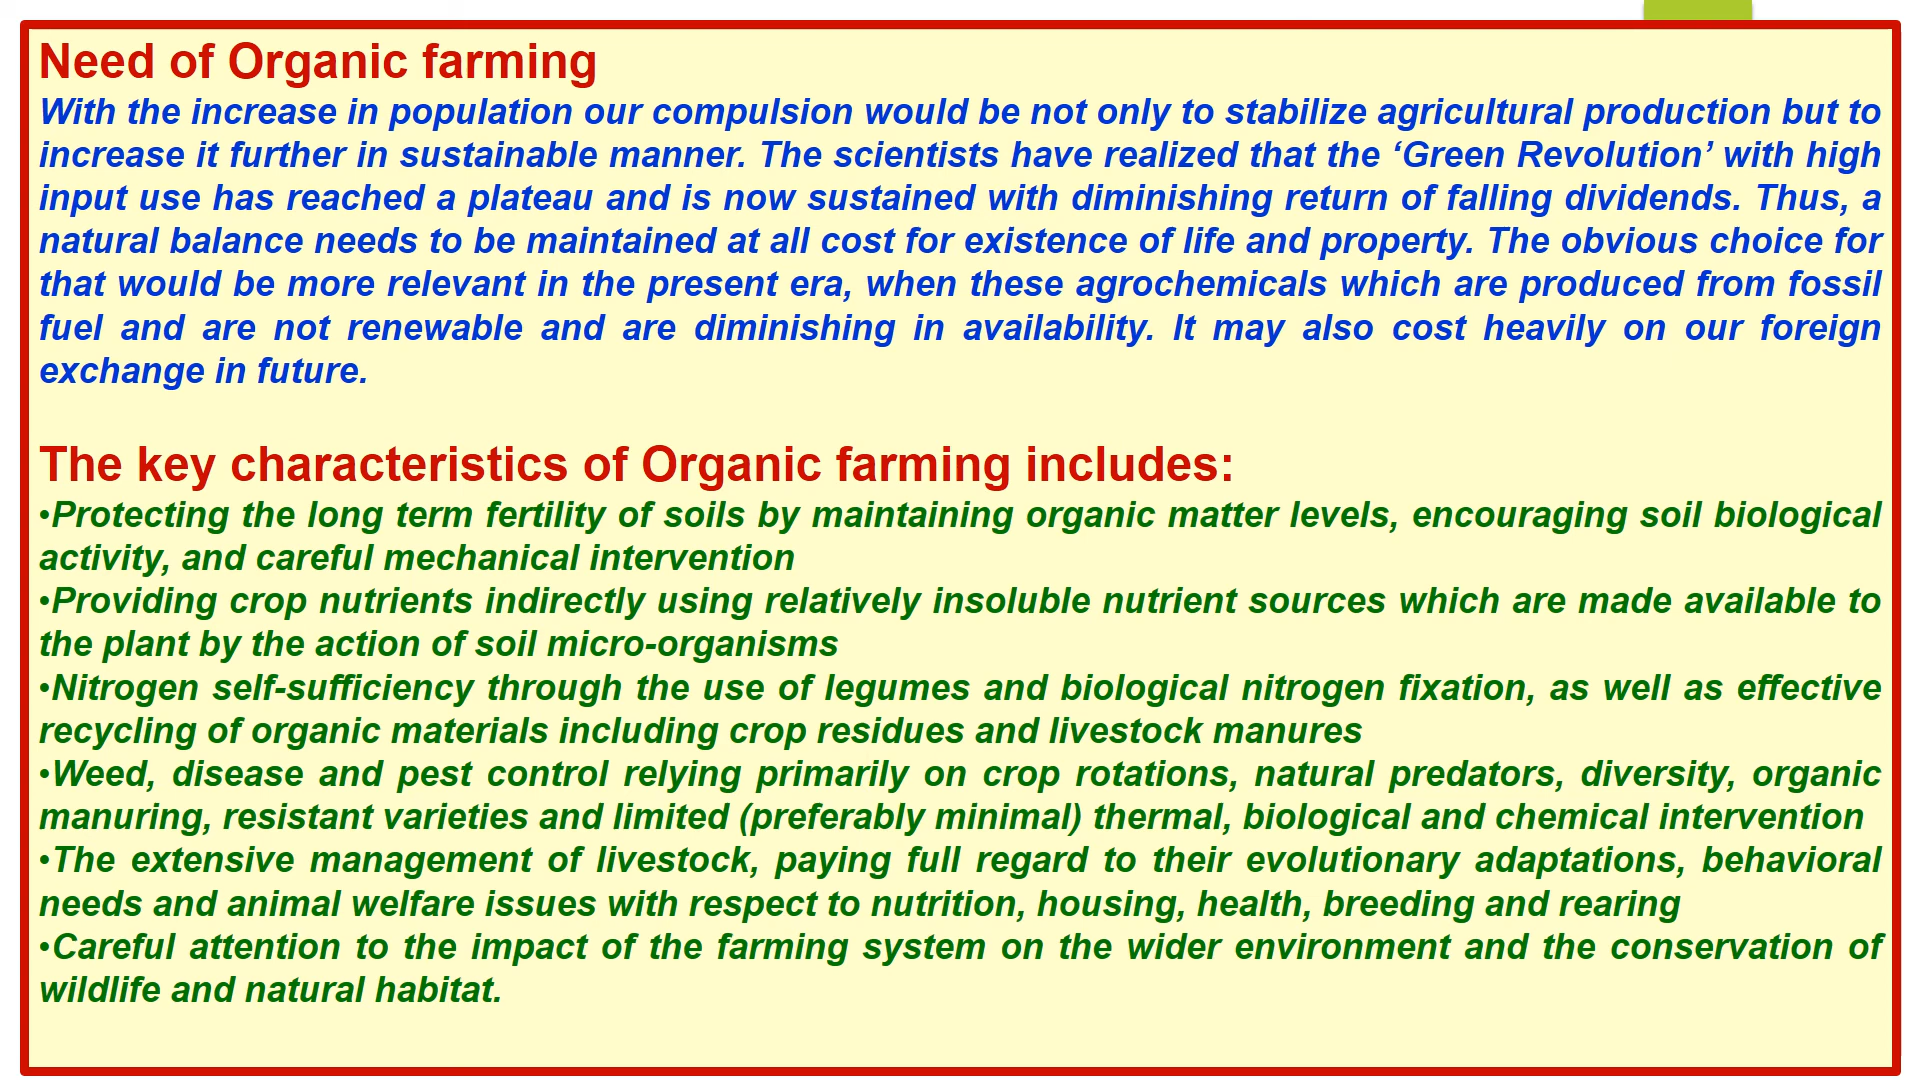 Need of Organic farming
With the increase in population our compulsion would be not only to stabilize agricultural production but to
increase it further in sustainable manner. The scientists have realized that the ‘Green Revolution’ with high
input use has reached a plateau and is now sustained with diminishing return of falling dividends. Thus, a
natural balance needs to be maintained at all cost for existence of life and property. The obvious choice for
that would be more relevant in the present era, when these agrochemicals which are produced from fossil
fuel and are not renewable and are diminishing in availability. It may also cost heavily on our foreign
exchange in future.
The key characteristics of Organic farming includes:
•Protecting the long term fertility of soils by maintaining organic matter levels, encouraging soil biological
activity, and careful mechanical intervention
•Providing crop nutrients indirectly using relatively insoluble nutrient sources which are made available to
the plant by the action of soil micro-organisms
•Nitrogen self-sufficiency through the use of legumes and biological nitrogen fixation, as well as effective
recycling of organic materials including crop residues and livestock manures
•Weed, disease and pest control relying primarily on crop rotations, natural predators, diversity, organic
manuring, resistant varieties and limited (preferably minimal) thermal, biological and chemical intervention
•The extensive management of livestock, paying full regard to their evolutionary adaptations, behavioral
needs and animal welfare issues with respect to nutrition, housing, health, breeding and rearing
•Careful attention to the impact of the farming system on the wider environment and the conservation of
wildlife and natural habitat.